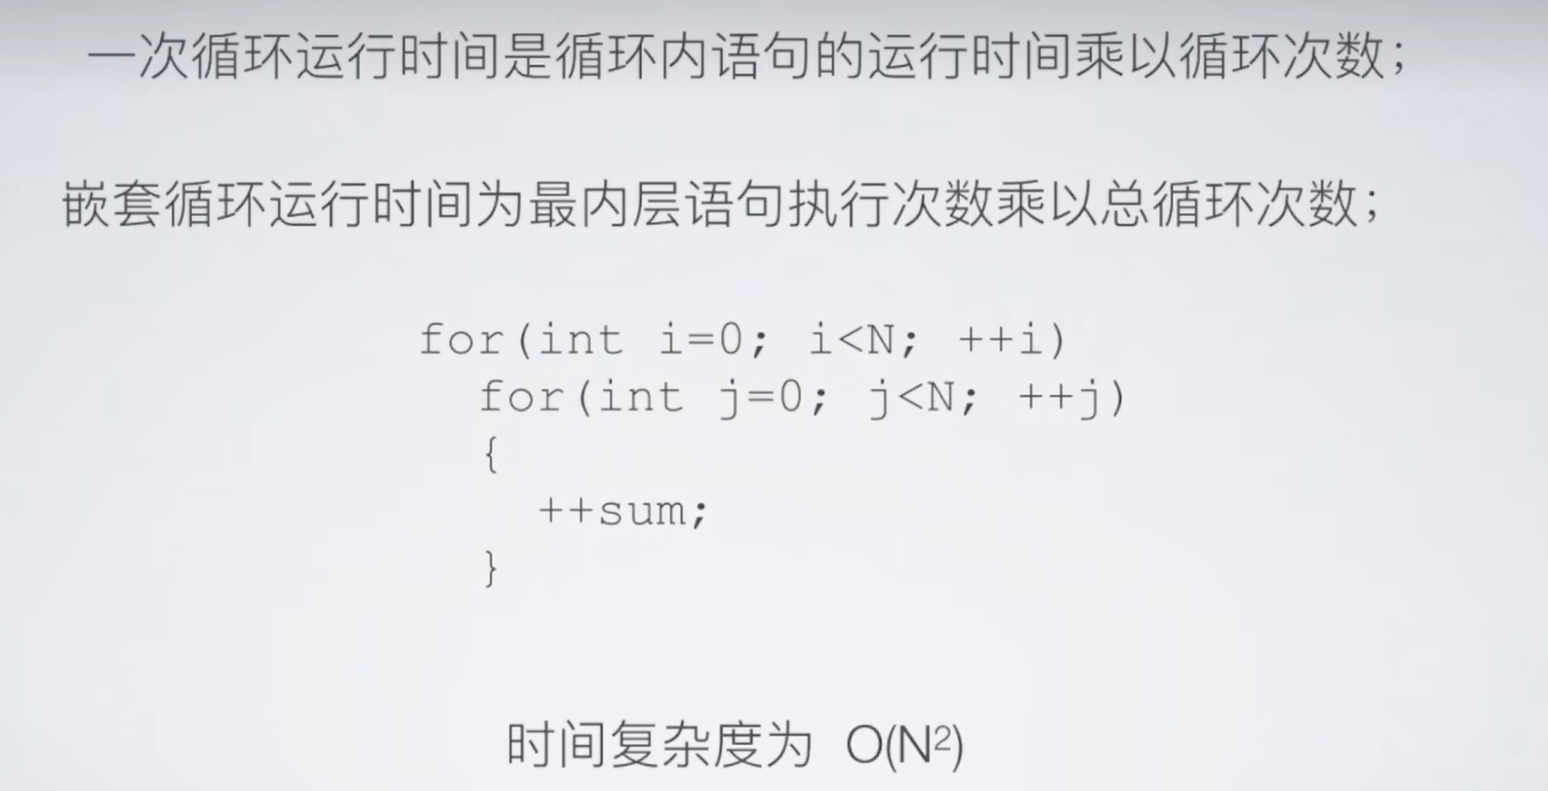 一次循环运行时间是循环内语句的运行时间乘以循环次数；
嵌套循环运行时间为最内层语句执行次数乘以总循环次数；
for(int i=0; i<N; ++i)
for(int j=0; j<N; ++j)
{
++sum;
}
时间复杂度为 O(N²)